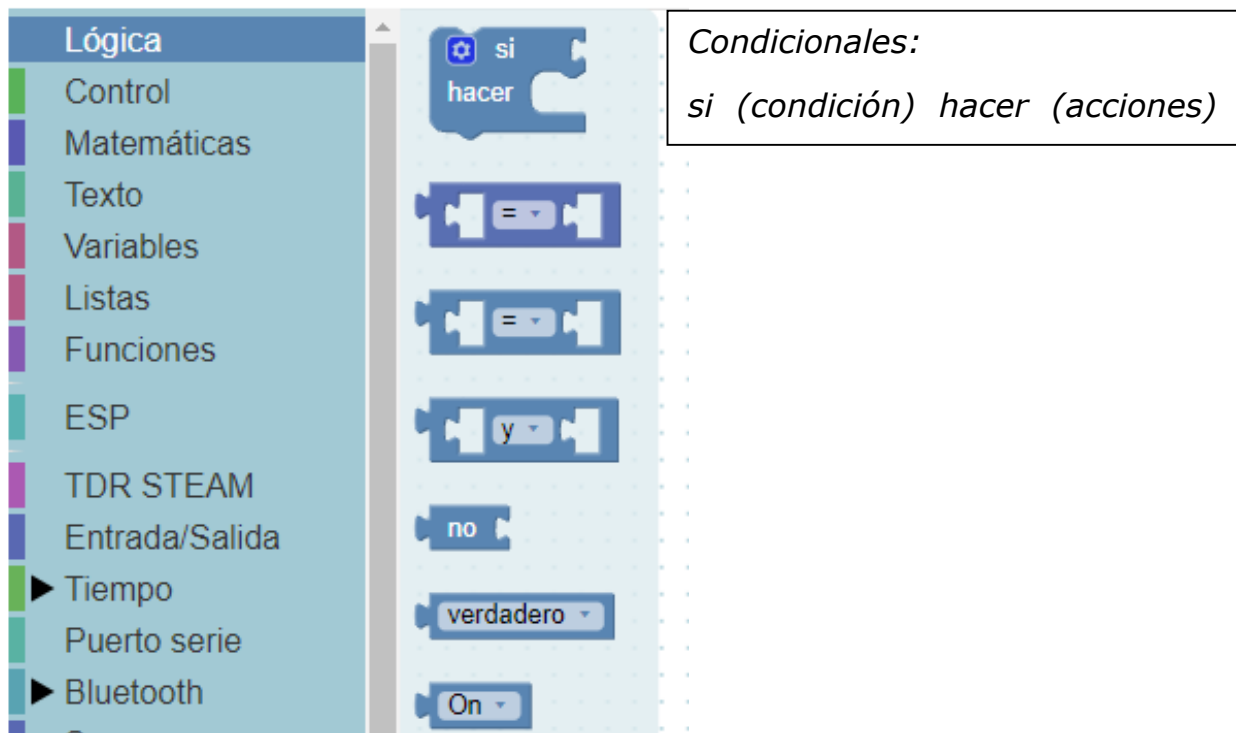 Lógica
Control
Matemáticas
Texto
Variables
Listas
Funciones
ESP
TDR STEAM
Entrada/Salida
Tiempo
Puerto serie
Bluetooth
si
hacer
=
=
y
no
verdadero
On
Condicionales:
si (condición) hacer (acciones)